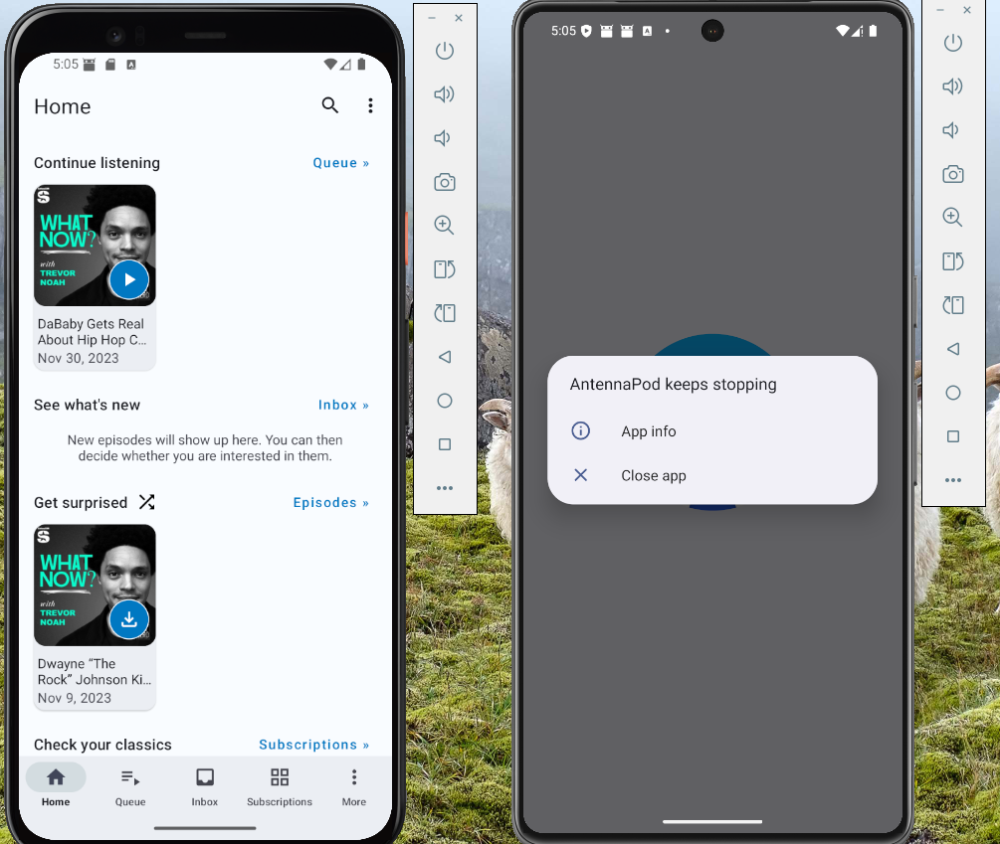 5:05
Home
Continue listening
Queue »
S
WHAT
NOW?
with
TREVOR
NOAH
DaBaby Gets Real
About Hip Hop C...
Nov 30, 2023
See what's new
Inbox »
New episodes will show up here. You can then
decide whether you are interested in them.
Get surprised
Episodes »
S
WHAT
NOW?
with
TREVOR
NOAH
Dwayne “The
Rock” Johnson Ki...
Nov 9, 2023
Check your classics
Subscriptions »
Home
Queue
Inbox
Subscriptions
More
5:05
AntennaPod keeps stopping
App info
Close app